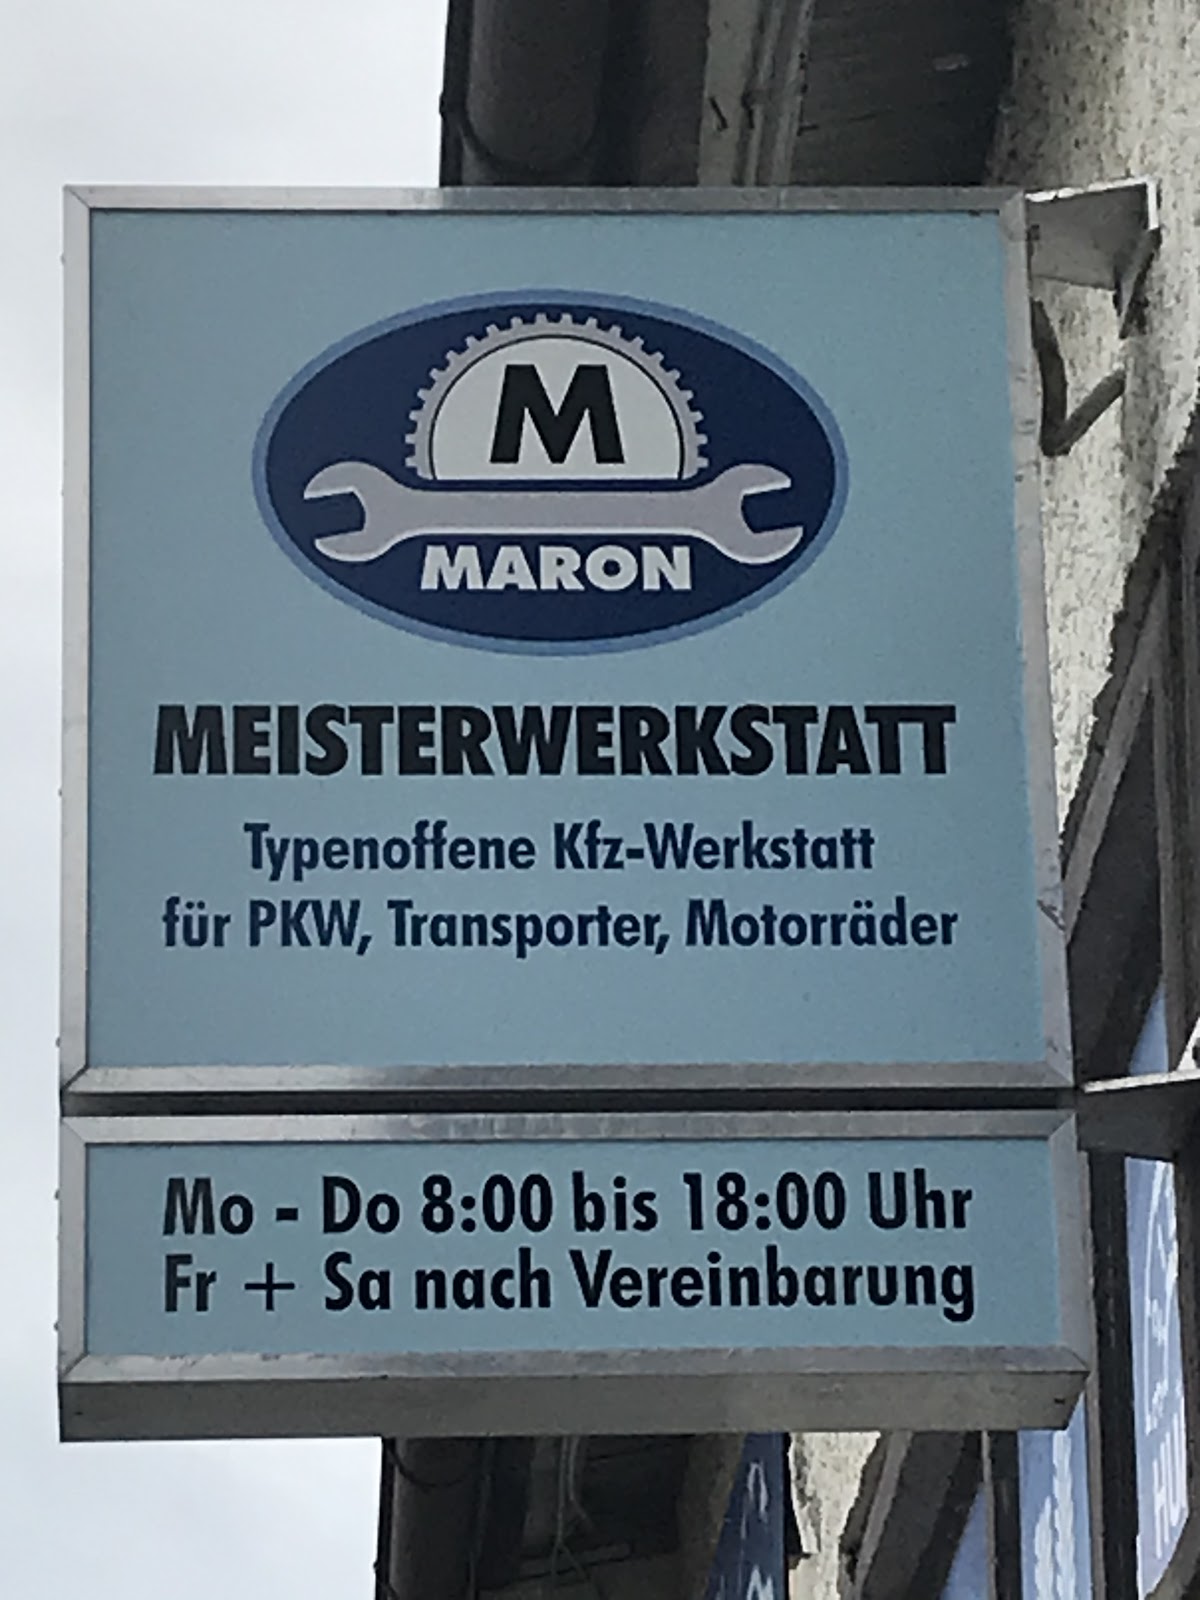 M
MARON
MEISTERWERKSTATT
Typenoffene Kfz-Werkstatt
für PKW, Transporter, Motorräder
Mo - Do 8:00 bis 18:00 Uhr
Fr + Sa nach Vereinbarung